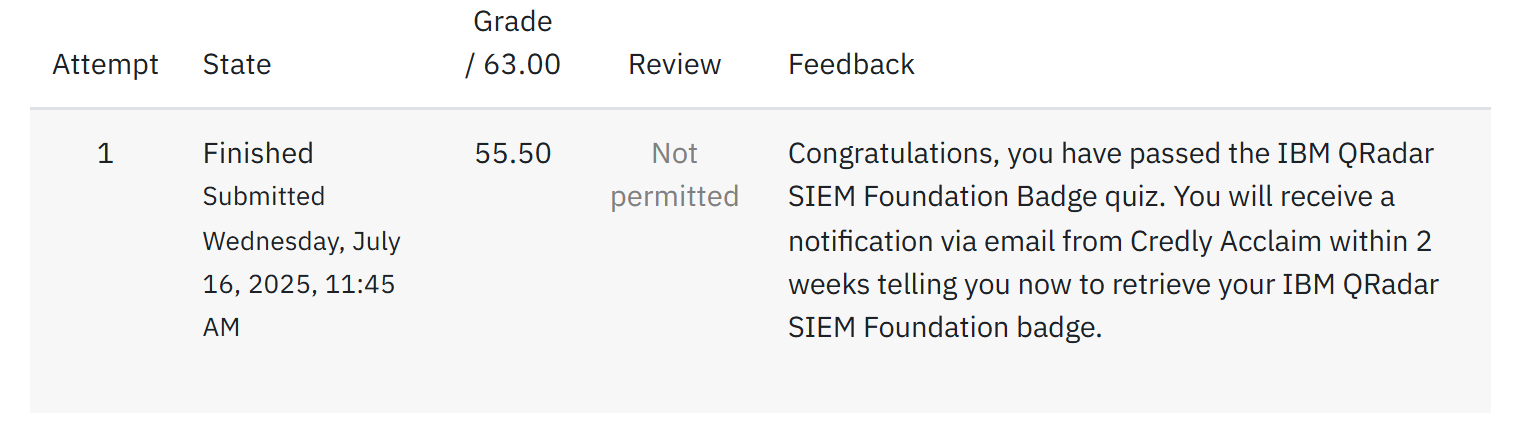 Attempt State Grade / 63.00 Review Feedback
1
Finished
Submitted
Wednesday, July
16, 2025, 11:45
AM
55.50
Not
permitted
Congratulations, you have passed the IBM QRadar
SIEM Foundation Badge quiz. You will receive a
notification via email from Credly Acclaim within 2
weeks telling you now to retrieve your IBM QRadar
SIEM Foundation badge.